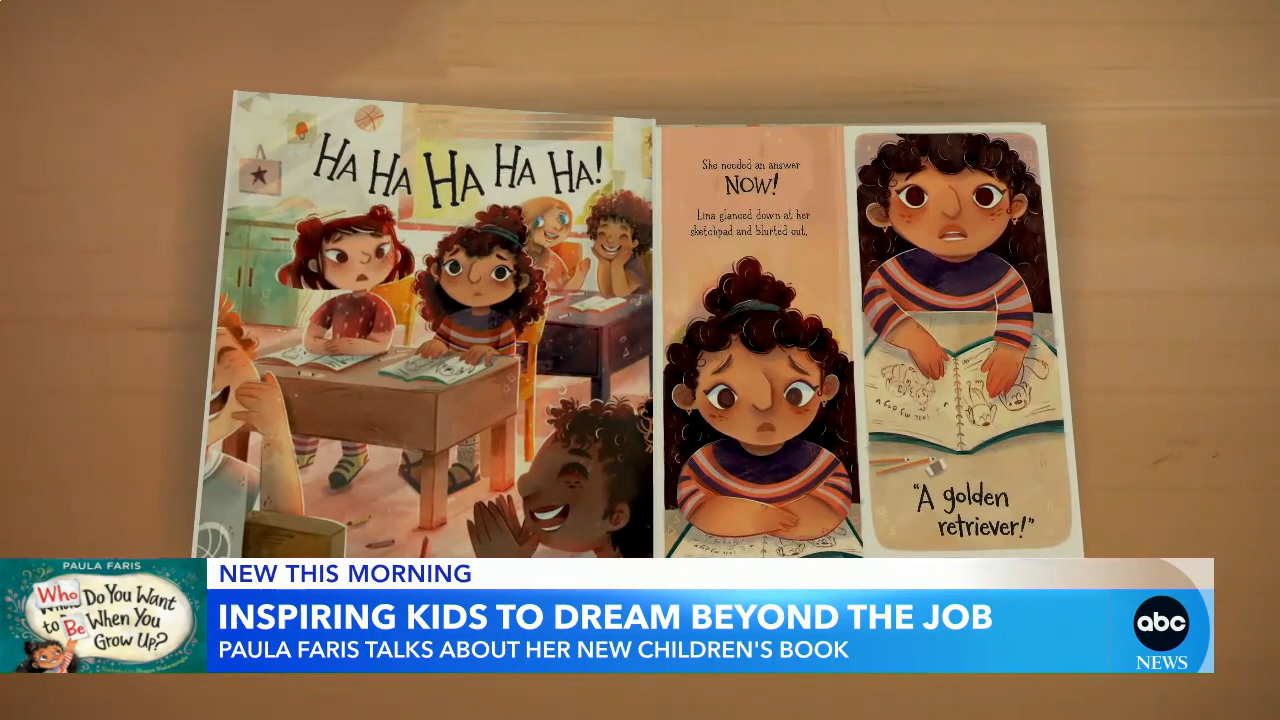 HA HA HA HA HA!
She needed an answer
NOW!
Lina glanced down at her
sketchpad and blurted out,
"A golden
retriever!"
PAULA FARIS
Who Do You Want
to Be When You
Grow Up?
NEW THIS MORNING
INSPIRING KIDS TO DREAM BEYOND THE JOB
PAULA FARIS TALKS ABOUT HER NEW CHILDREN'S BOOK
abc
NEWS